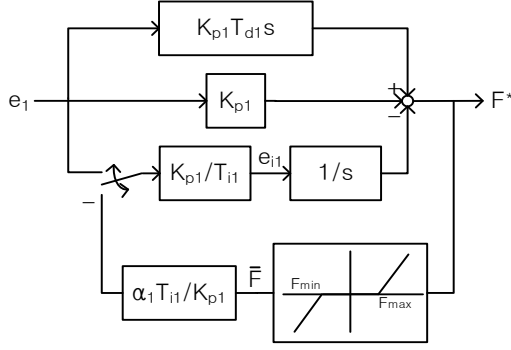 Kp1Td1s
+
e1
Kp1
F*
−
Kp1/Ti1
ei1
1/s
−
α1Ti1/Kp1
F̄
Fmin
Fmax